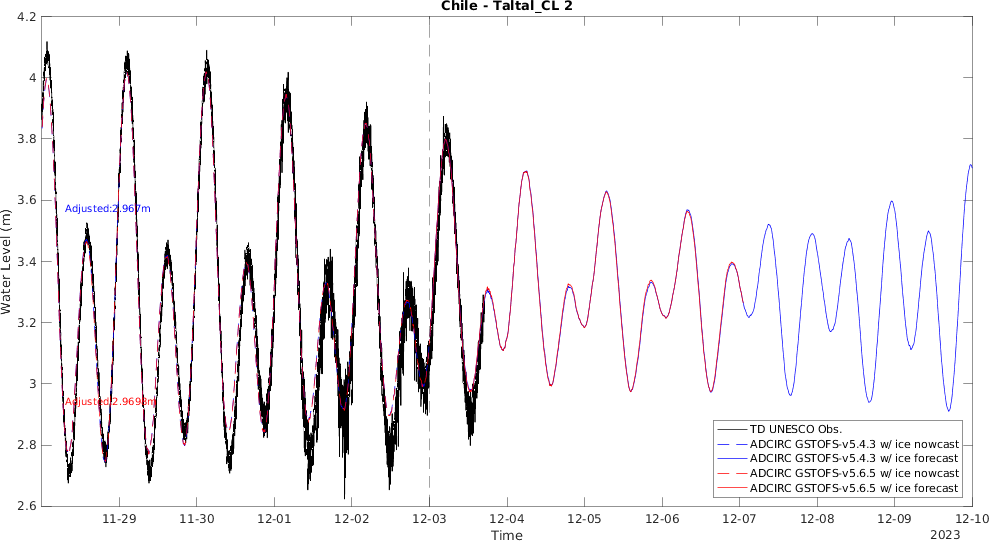 Chile - Taltal_CL 2
4.2
4
3.8
3.6
3.4
3.2
3
2.8
2.6
Water Level (m)
Adjusted:2.967m
Adjusted:2.9698m
TD UNESCO Obs.
ADCIRC GSTOFS-v5.4.3 w/ ice nowcast
ADCIRC GSTOFS-v5.4.3 w/ ice forecast
ADCIRC GSTOFS-v5.6.5 w/ ice nowcast
ADCIRC GSTOFS-v5.6.5 w/ ice forecast
11-29 11-30 12-01 12-02 12-03 12-04 12-05 12-06 12-07 12-08 12-09 12-10
Time
2023